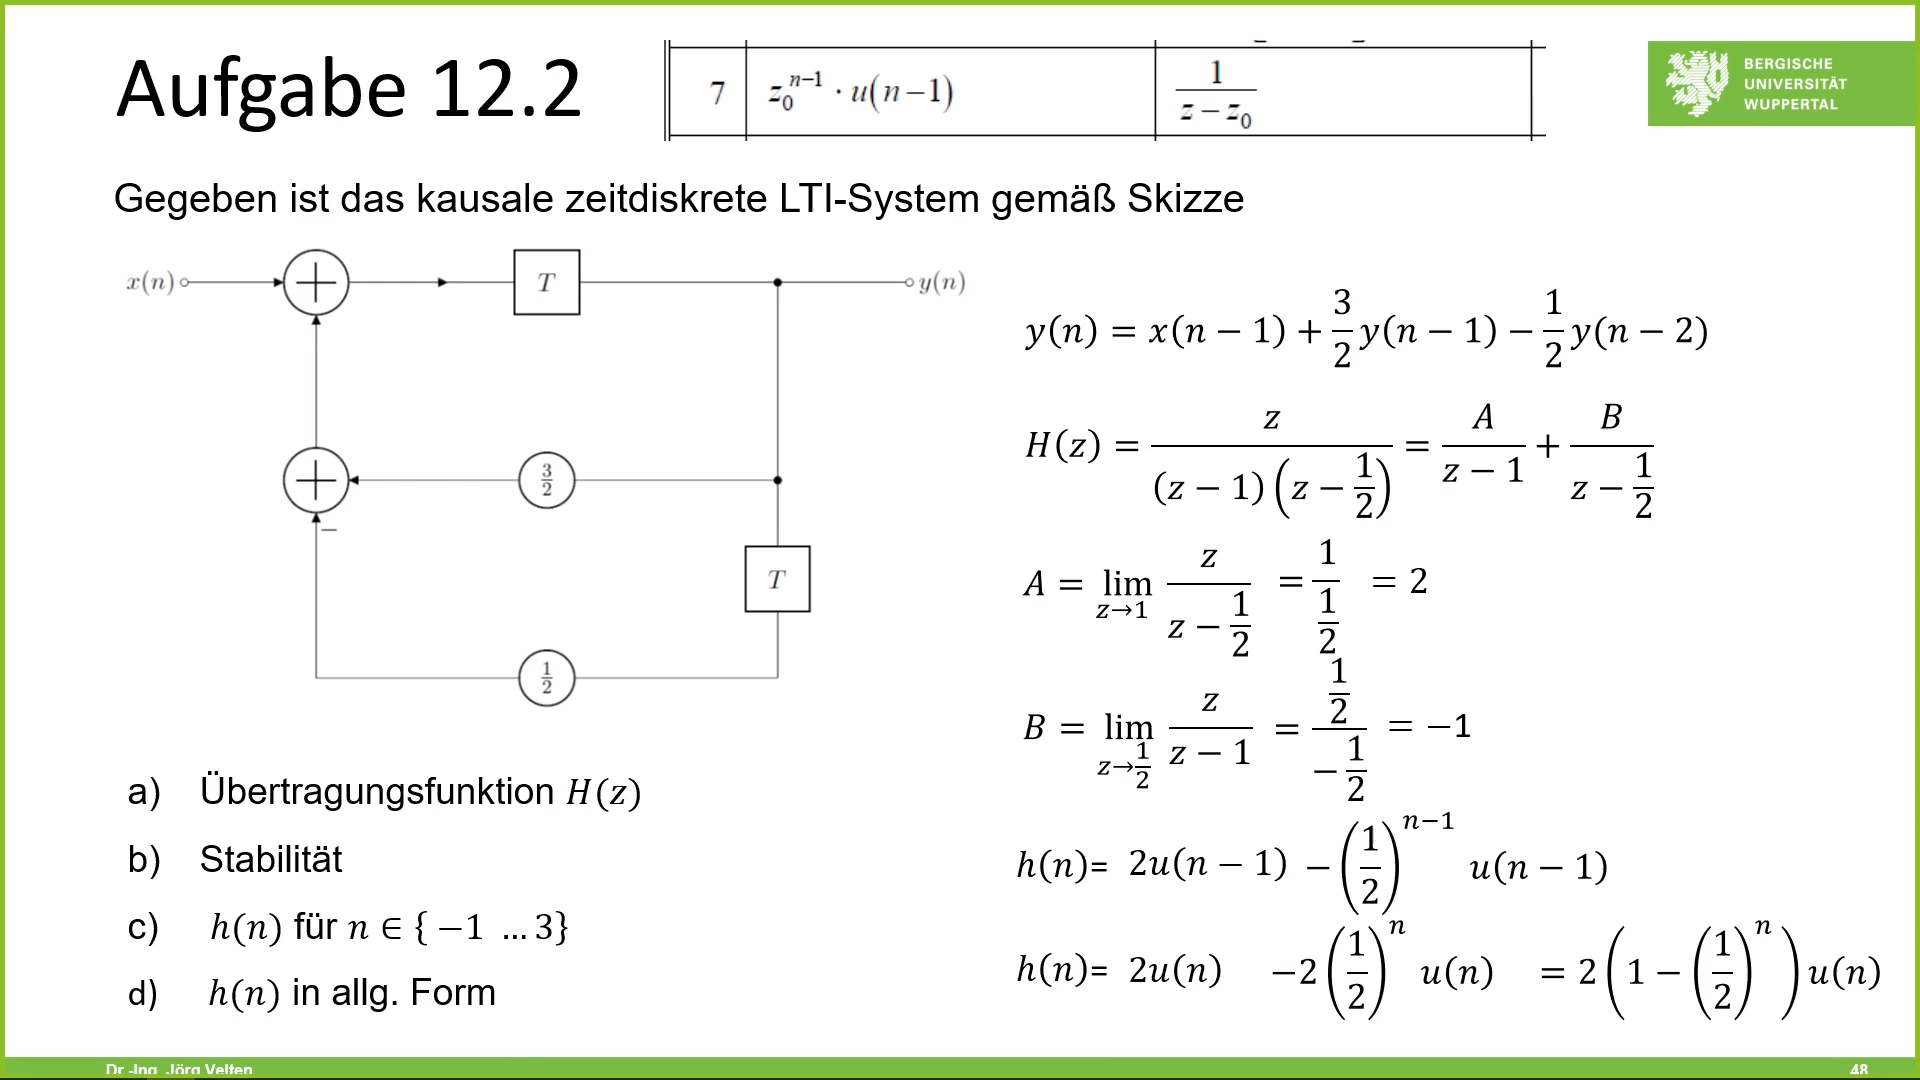 Aufgabe 12.2
7 z₀ⁿ⁻¹ · u(n−1) 1/(z − z₀)
BERGISCHE
UNIVERSITÄT
WUPPERTAL
Gegeben ist das kausale zeitdiskrete LTI-System gemäß Skizze
x(n) + T y(n)
+ 3/2
−
T
1/2
y(n) = x(n − 1) + 3/2 y(n − 1) − 1/2 y(n − 2)
H(z) = z / ((z − 1)(z − 1/2)) = A/(z − 1) + B/(z − 1/2)
A = lim z→1 z/(z − 1/2) = 1/(1/2) = 2
B = lim z→1/2 z/(z − 1) = (1/2)/(−1/2) = −1
h(n)= 2u(n − 1) − (1/2)ⁿ⁻¹ u(n − 1)
h(n)= 2u(n) −2(1/2)ⁿ u(n) = 2(1 − (1/2)ⁿ)u(n)
a) Übertragungsfunktion H(z)
b) Stabilität
c) h(n) für n ∈ { −1 … 3}
d) h(n) in allg. Form
Dr.-Ing. Jörg Velten
48